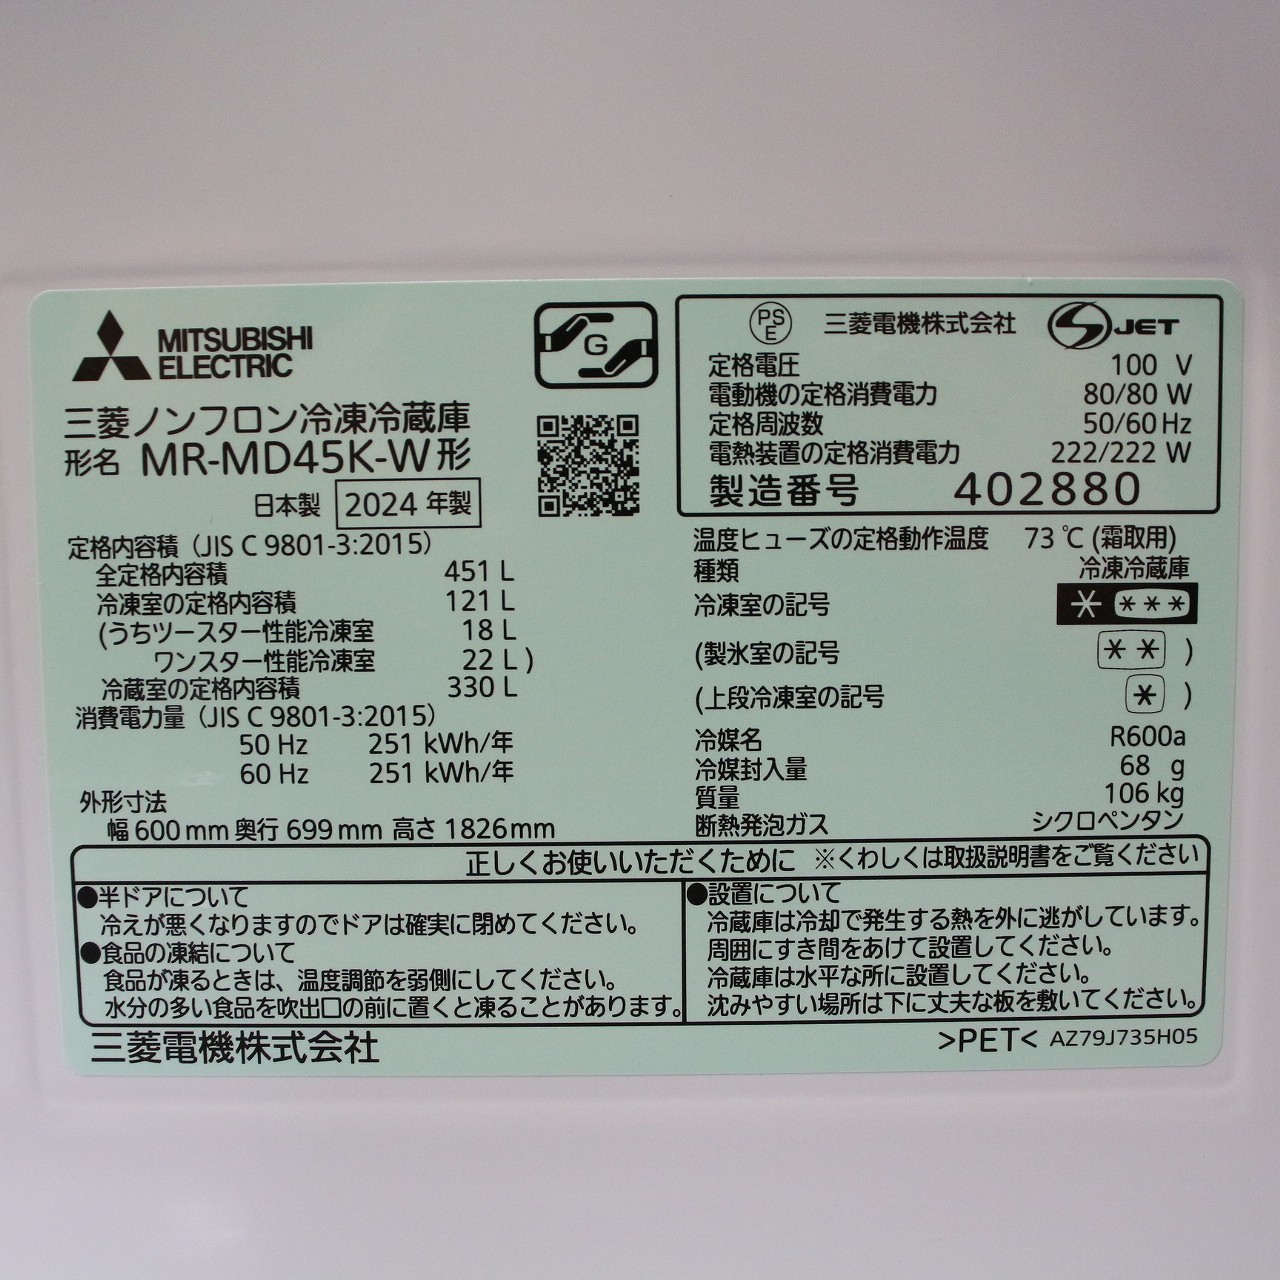 MITSUBISHI
ELECTRIC
G
三菱ノンフロン冷凍冷蔵庫
形名 MR-MD45K-W形
日本製 2024 年製
定格内容積 (JIS C 9801-3:2015)
全定格内容積 451 L
冷凍室の定格内容積 121 L
(うちツースター性能冷凍室 18 L
ワンスター性能冷凍室 22 L )
冷蔵室の定格内容積 330 L
消費電力量 (JIS C 9801-3:2015)
50 Hz 251 kWh/年
60 Hz 251 kWh/年
外形寸法
幅 600 mm 奥行 699 mm 高さ 1826mm
PS
E 三菱電機株式会社 S JET
定格電圧 100 V
電動機の定格消費電力 80/80 W
定格周波数 50/60 Hz
電熱装置の定格消費電力 222/222 W
製造番号 402880
温度ヒューズの定格動作温度 73 ℃ (霜取用)
種類 冷凍冷蔵庫
冷凍室の記号 * ***
(製氷室の記号 ** )
(上段冷凍室の記号 * )
冷媒名 R600a
冷媒封入量 68 g
質量 106 kg
断熱発泡ガス シクロペンタン
正しくお使いいただくために ※くわしくは取扱説明書をご覧ください
●半ドアについて
冷えが悪くなりますのでドアは確実に閉めてください。
●食品の凍結について
食品が凍るときは、温度調節を弱側にしてください。
水分の多い食品を吹出口の前に置くと凍ることがあります。
●設置について
冷蔵庫は冷却で発生する熱を外に逃がしています。
周囲にすき間をあけて設置してください。
冷蔵庫は水平な所に設置してください。
沈みやすい場所は下に丈夫な板を敷いてください。
三菱電機株式会社
>PET< AZ79J735H05